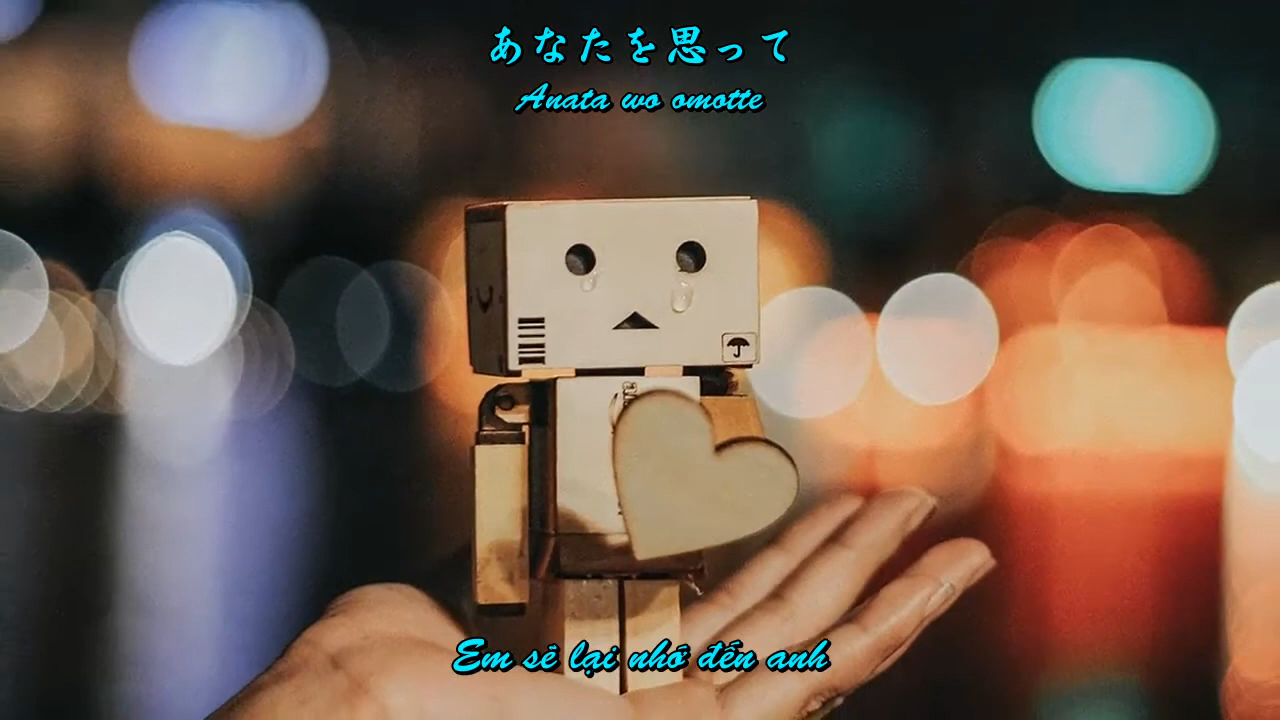 あなたを思って
Anata wo omotte
Em sẽ lại nhớ đến anh